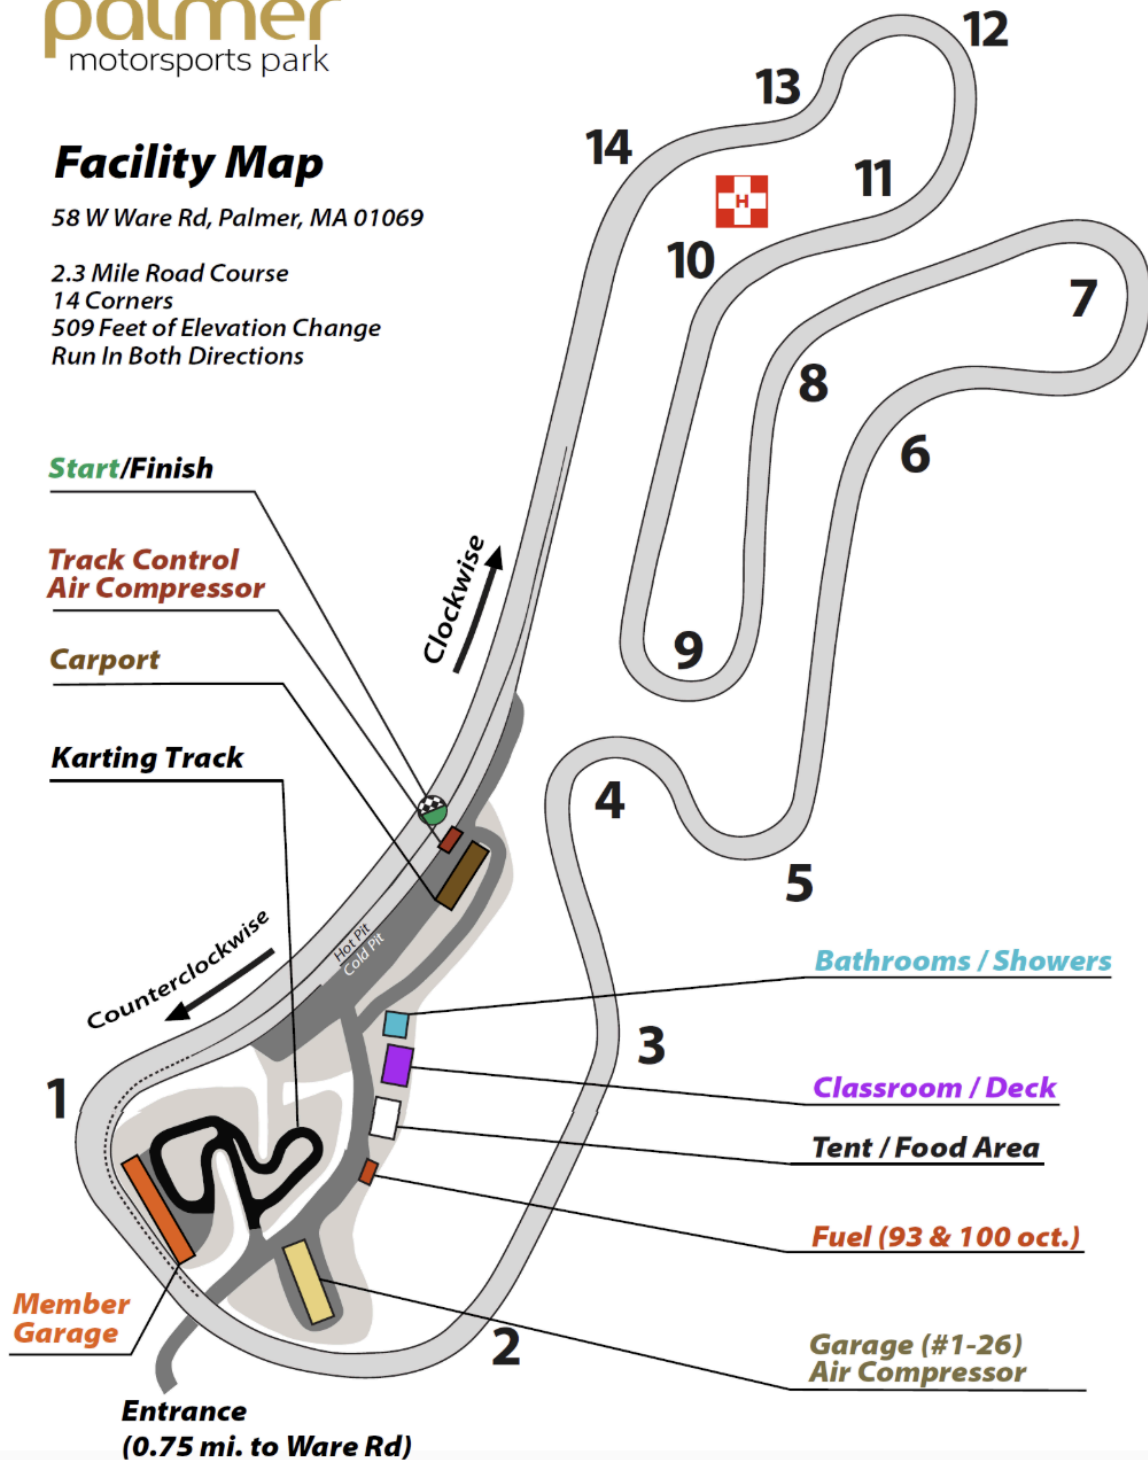 palmer
motorsports park
Facility Map
58 W Ware Rd, Palmer, MA 01069
2.3 Mile Road Course
14 Corners
509 Feet of Elevation Change
Run In Both Directions
Start/Finish
Track Control
Air Compressor
Carport
Karting Track
Clockwise
Counterclockwise
Hot Pit
Cold Pit
12
13
14
11
H
10
7
8
6
9
4
5
3
1
2
Bathrooms / Showers
Classroom / Deck
Tent / Food Area
Fuel (93 & 100 oct.)
Garage (#1-26)
Air Compressor
Member
Garage
Entrance
(0.75 mi. to Ware Rd)